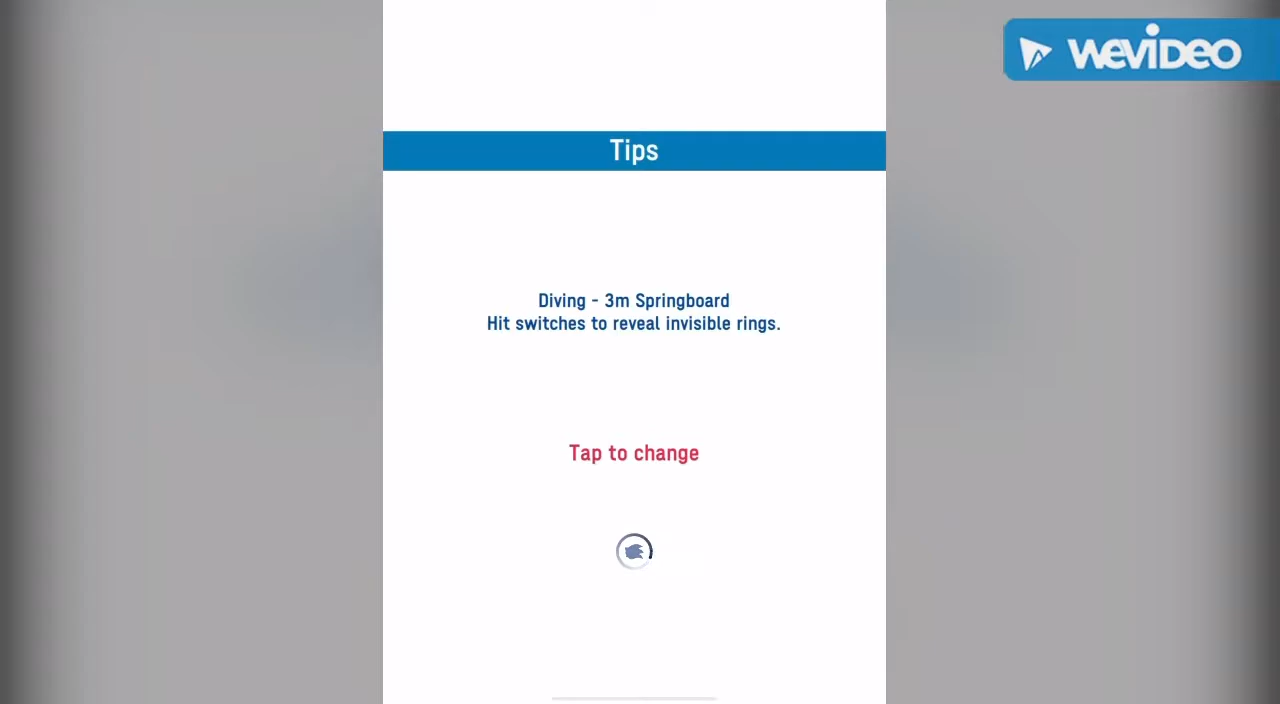 WEVIDEO
Tips
Diving - 3m Springboard
Hit switches to reveal invisible rings.
Tap to change